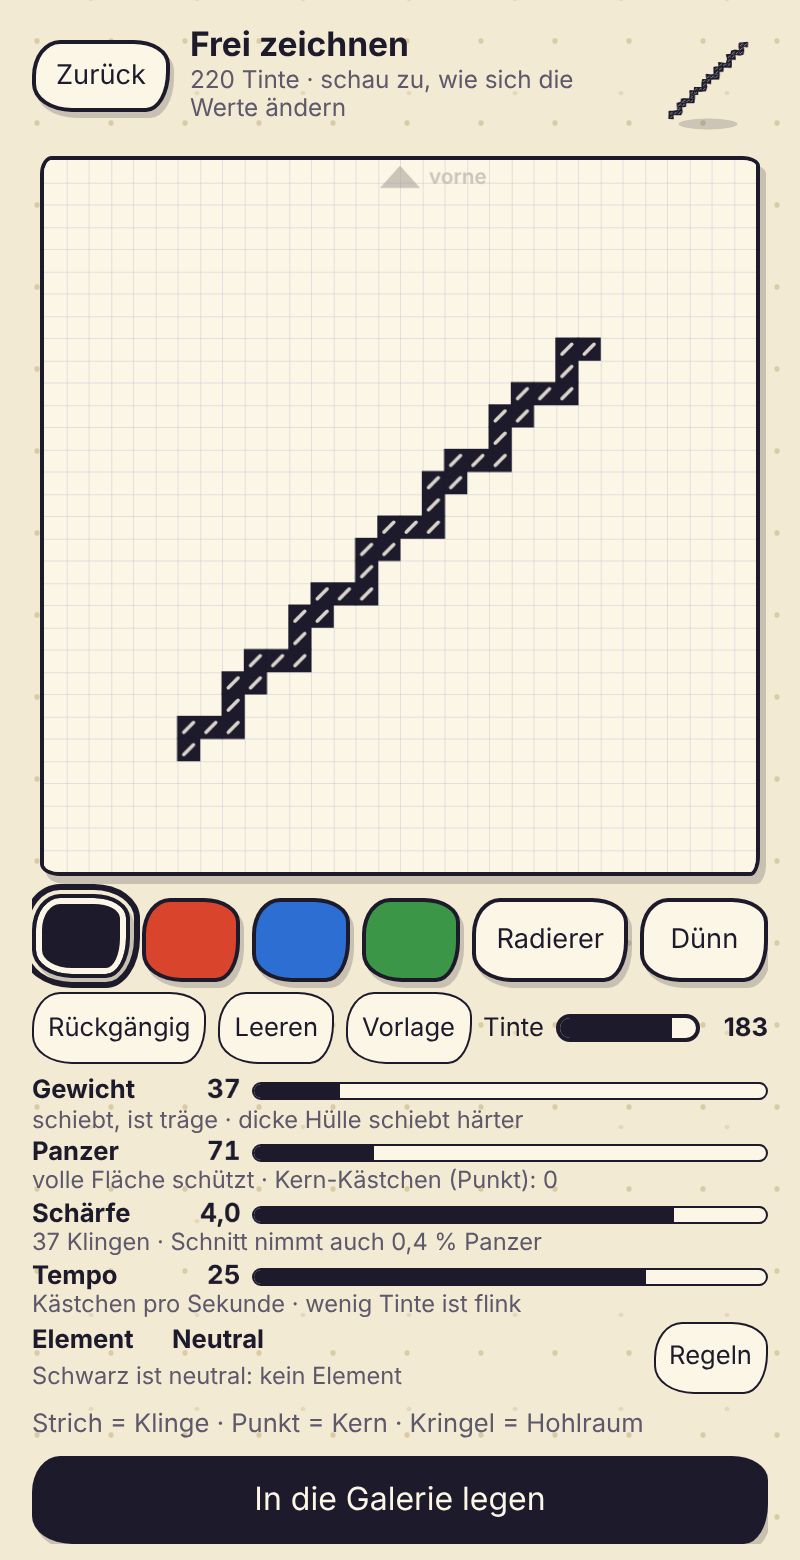 Zurück
Frei zeichnen
220 Tinte · schau zu, wie sich die
Werte ändern
vorne
Radierer
Dünn
Rückgängig
Leeren
Vorlage
Tinte 183
Gewicht 37
schiebt, ist träge · dicke Hülle schiebt härter
Panzer 71
volle Fläche schützt · Kern-Kästchen (Punkt): 0
Schärfe 4,0
37 Klingen · Schnitt nimmt auch 0,4 % Panzer
Tempo 25
Kästchen pro Sekunde · wenig Tinte ist flink
Element Neutral
Schwarz ist neutral: kein Element
Regeln
Strich = Klinge · Punkt = Kern · Kringel = Hohlraum
In die Galerie legen